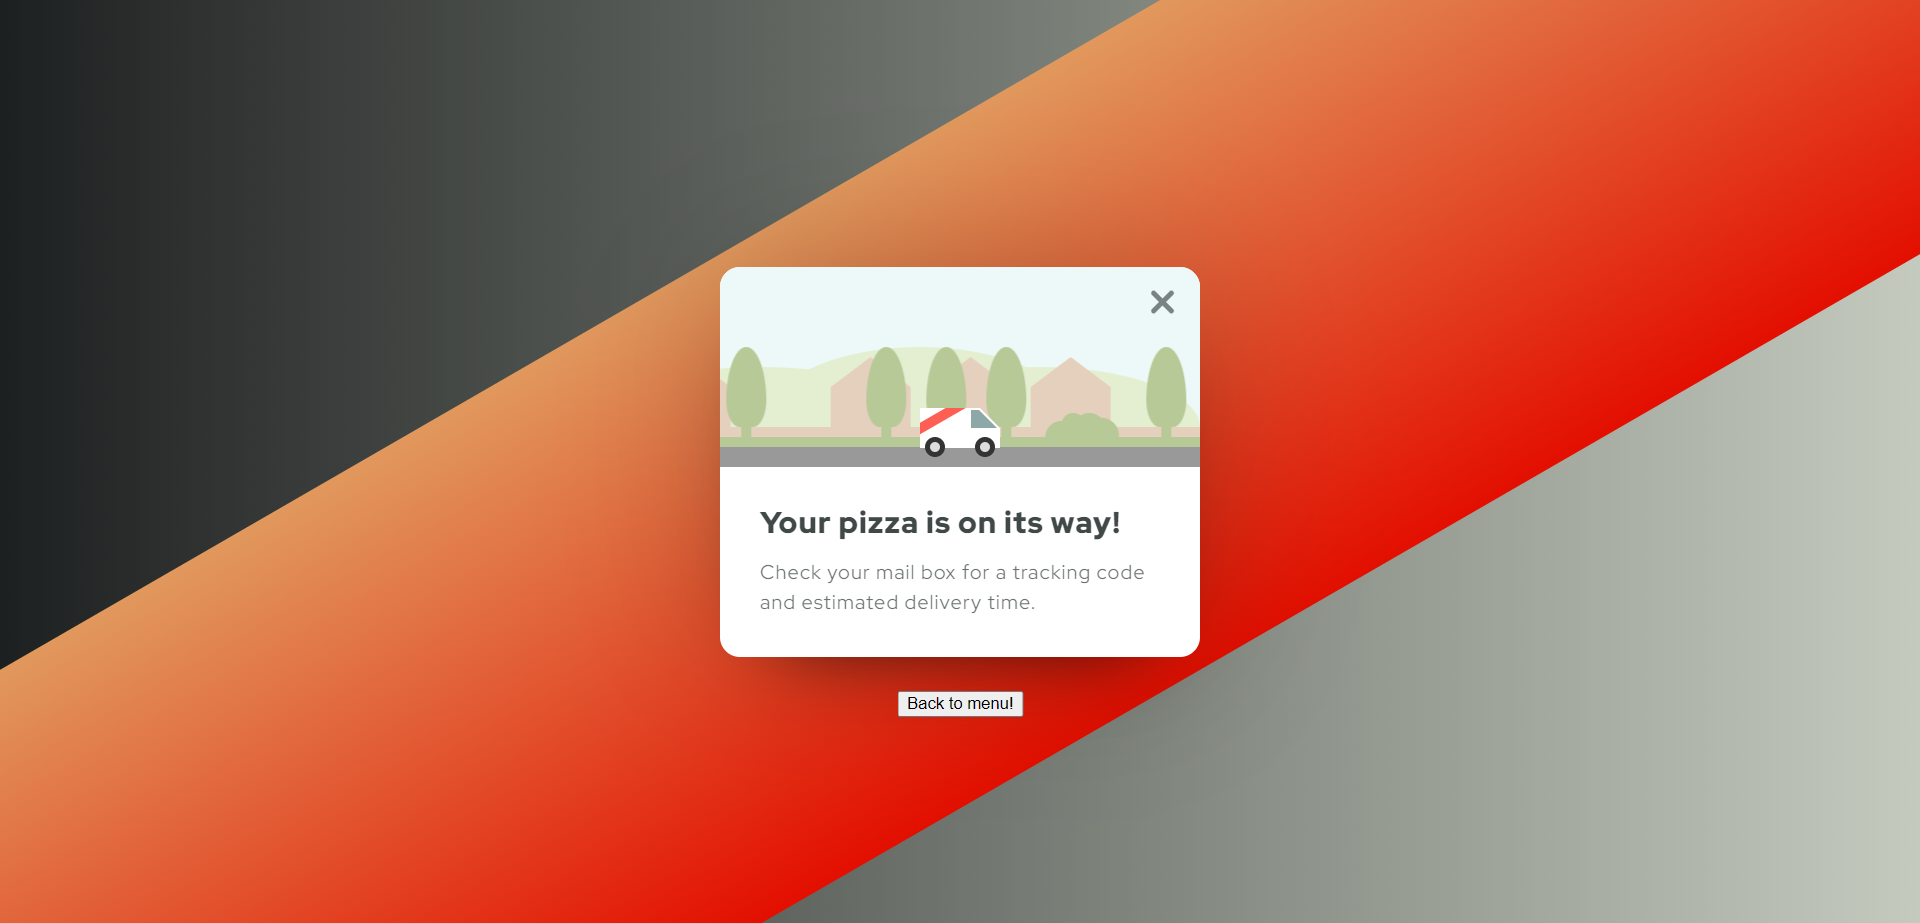 Your pizza is on its way!
Check your mail box for a tracking code
and estimated delivery time.
Back to menu!